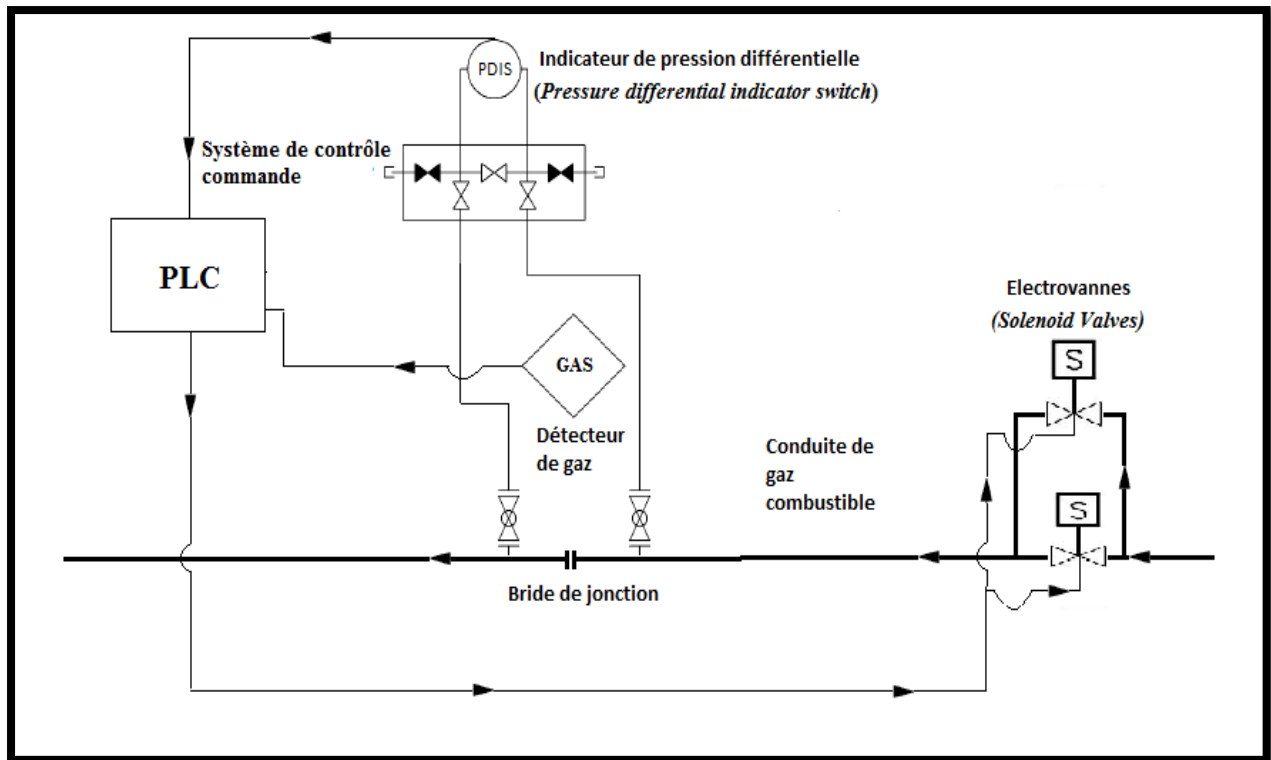 PDIS
Indicateur de pression différentielle
(Pressure differential indicator switch)
Système de contrôle
commande
PLC
Electrovannes
(Solenoid Valves)
S
GAS
Détecteur
de gaz
Conduite de
gaz
combustible
S
Bride de jonction